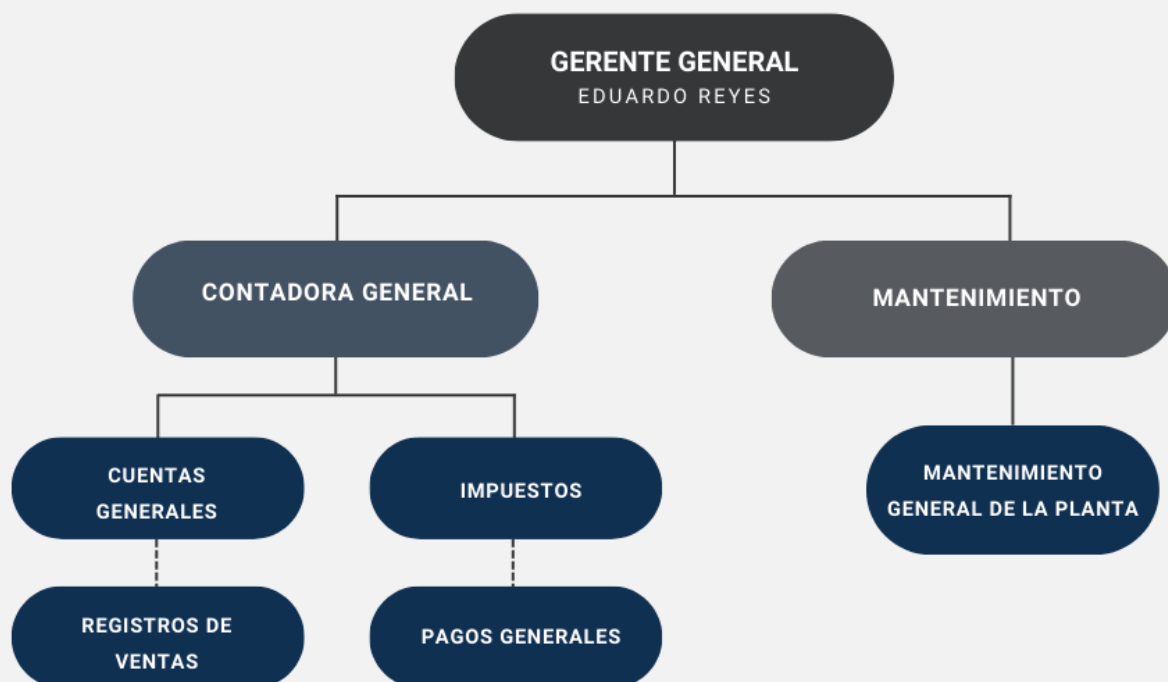 GERENTE GENERAL
EDUARDO REYES
CONTADORA GENERAL
MANTENIMIENTO
CUENTAS
GENERALES
IMPUESTOS
MANTENIMIENTO
GENERAL DE LA PLANTA
REGISTROS DE
VENTAS
PAGOS GENERALES